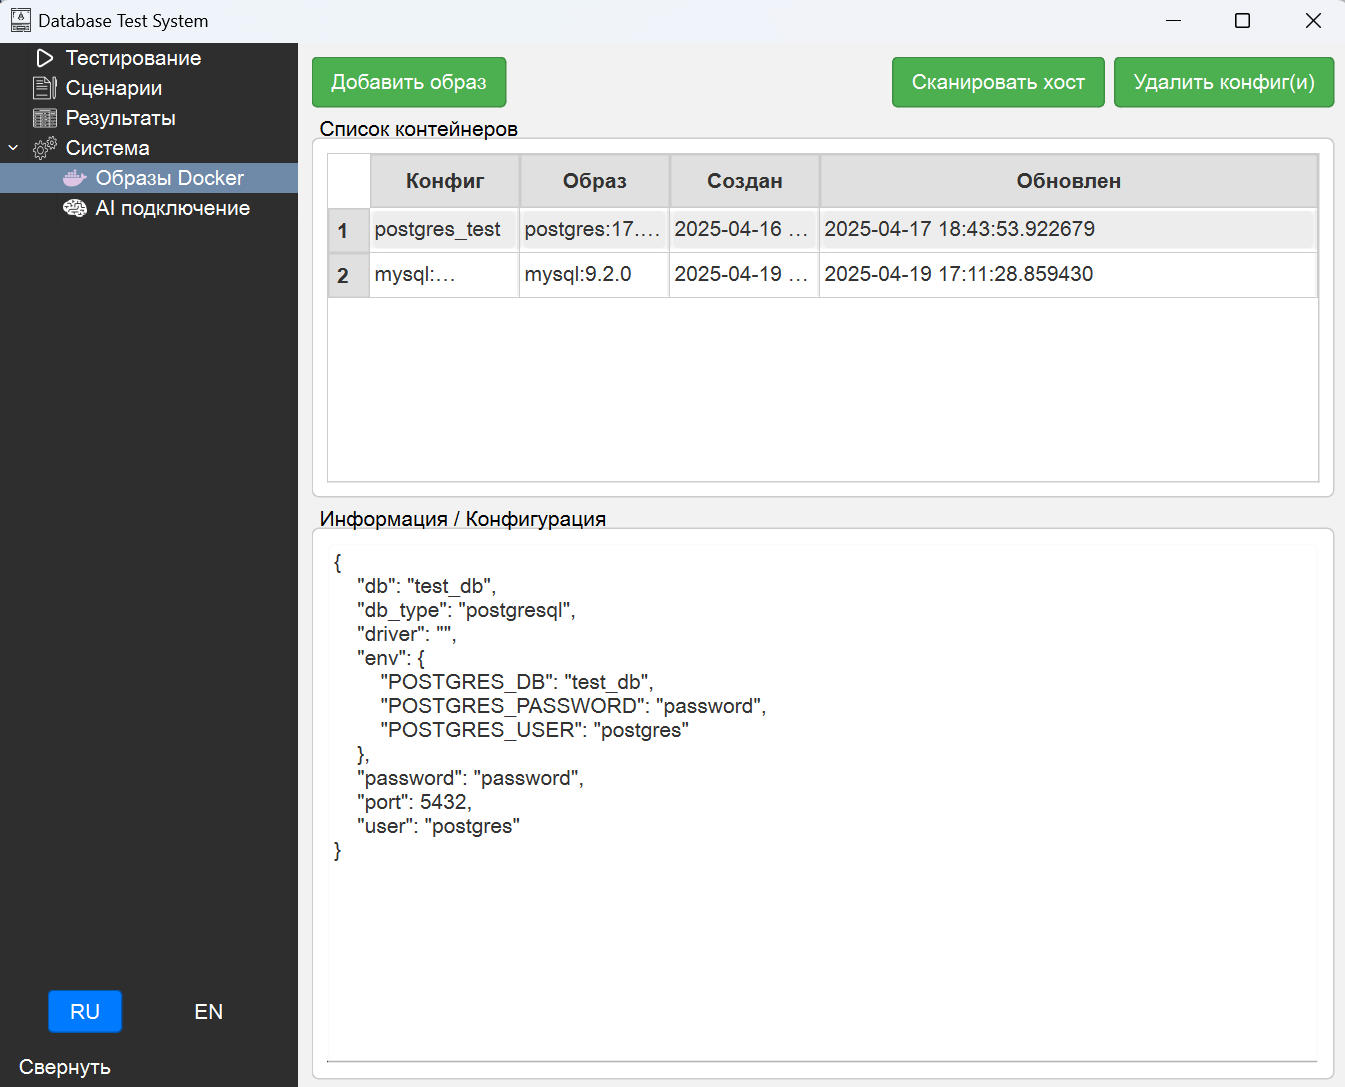 Database Test System
Тестирование
Сценарии
Результаты
Система
Образы Docker
AI подключение
RU EN
Свернуть
Добавить образ Сканировать хост Удалить конфиг(и)
Список контейнеров
Конфиг Образ Создан Обновлен
1 postgres_test postgres:17.… 2025-04-16 … 2025-04-17 18:43:53.922679
2 mysql:… mysql:9.2.0 2025-04-19 … 2025-04-19 17:11:28.859430
Информация / Конфигурация
{
"db": "test_db",
"db_type": "postgresql",
"driver": "",
"env": {
"POSTGRES_DB": "test_db",
"POSTGRES_PASSWORD": "password",
"POSTGRES_USER": "postgres"
},
"password": "password",
"port": 5432,
"user": "postgres"
}